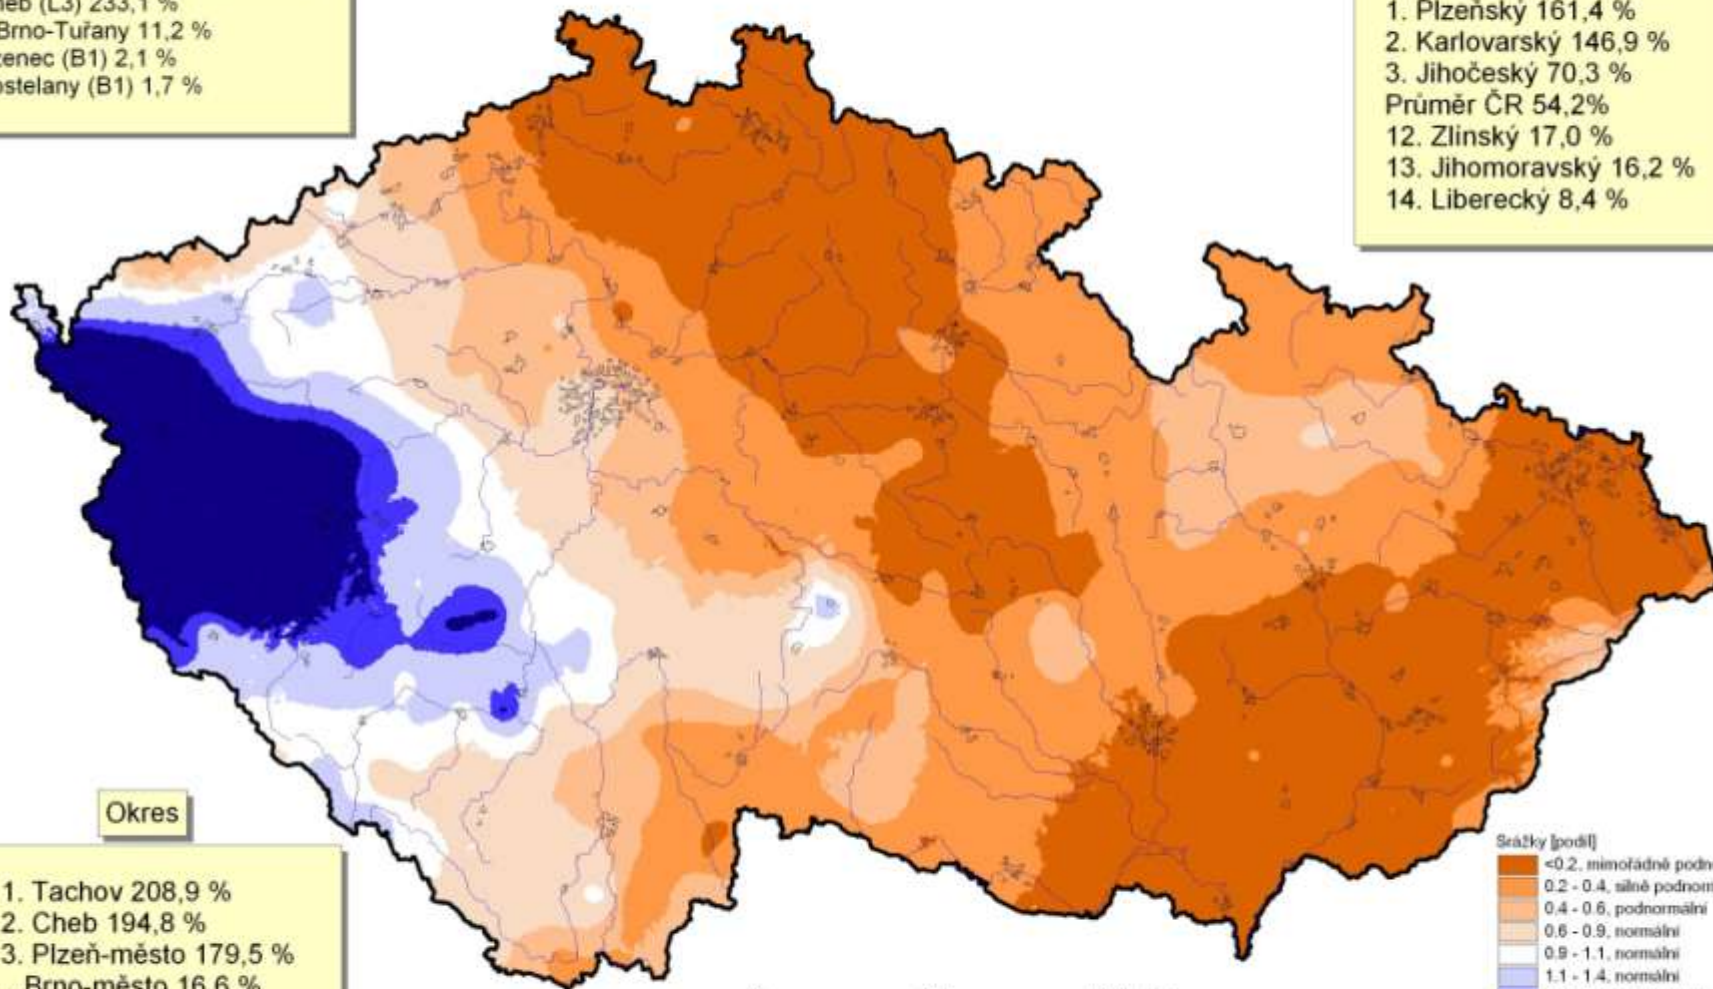 (L3) 233,1 %
Brno-Tuřany 11,2 %
(B1) 2,1 %
(B1) 1,7 %
1. Plzeňský 161,4 %
2. Karlovarský 146,9 %
3. Jihočeský 70,3 %
Průměr ČR 54,2%
12. Zlínský 17,0 %
13. Jihomoravský 16,2 %
14. Liberecký 8,4 %
Okres
1. Tachov 208,9 %
2. Cheb 194,8 %
3. Plzeň-město 179,5 %
Brno-město 16,6 %
Srážky [podíl]
<0.2, mimořádně podn
0.2 - 0.4, silně podnorm
0.4 - 0.6, podnormální
0.6 - 0.9, normální
0.9 - 1.1, normální
1.1 - 1.4, normální